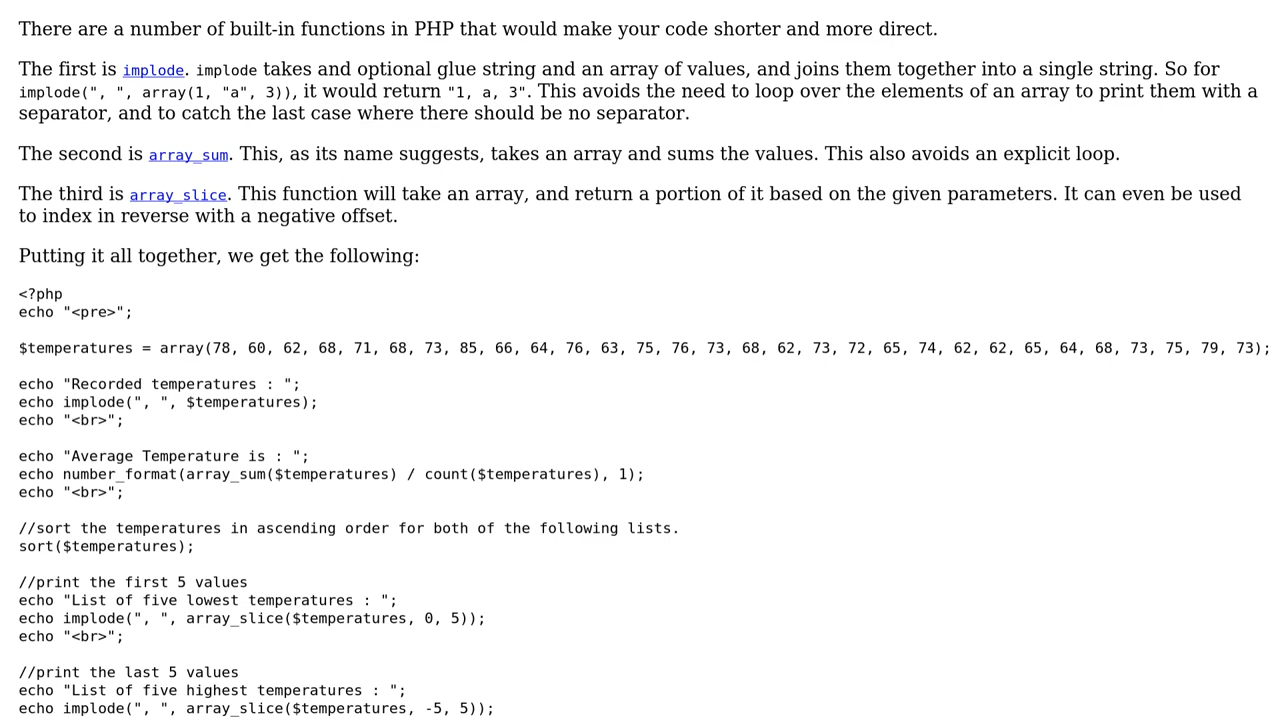 There are a number of built-in functions in PHP that would make your code shorter and more direct.
The first is implode. implode takes and optional glue string and an array of values, and joins them together into a single string. So for
implode(", ", array(1, "a", 3)), it would return "1, a, 3". This avoids the need to loop over the elements of an array to print them with a
separator, and to catch the last case where there should be no separator.
The second is array_sum. This, as its name suggests, takes an array and sums the values. This also avoids an explicit loop.
The third is array_slice. This function will take an array, and return a portion of it based on the given parameters. It can even be used
to index in reverse with a negative offset.
Putting it all together, we get the following:
<?php
echo "<pre>";
$temperatures = array(78, 60, 62, 68, 71, 68, 73, 85, 66, 64, 76, 63, 75, 76, 73, 68, 62, 73, 72, 65, 74, 62, 62, 65, 64, 68, 73, 75, 79, 73);
echo "Recorded temperatures : ";
echo implode(", ", $temperatures);
echo "<br>";
echo "Average Temperature is : ";
echo number_format(array_sum($temperatures) / count($temperatures), 1);
echo "<br>";
//sort the temperatures in ascending order for both of the following lists.
sort($temperatures);
//print the first 5 values
echo "List of five lowest temperatures : ";
echo implode(", ", array_slice($temperatures, 0, 5));
echo "<br>";
//print the last 5 values
echo "List of five highest temperatures : ";
echo implode(", ", array_slice($temperatures, -5, 5));